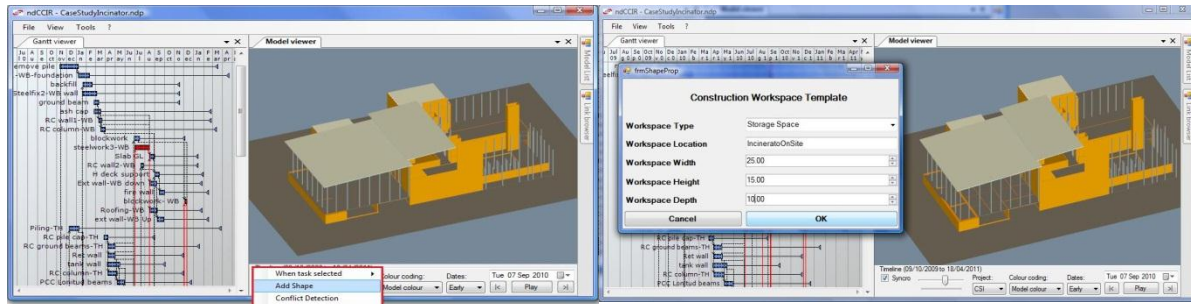 ndCCIR - CaseStudyIncinator.ndp
File View Tools ?
Gantt viewer
Model viewer
Model List
Link browser
emove pile
-WB-foundation
backfill
Steelfix2-WB wall
ground beam
ash cap
RC wall1-WB
RC column-WB
blockwork
steelwork3-WB
Slab GL
RC wall2-WB
H deck support
Ext wall-WB down
fire wall
blockwork- WB
Roofing-WB
ext wall-WB Up
Piling-TH
RC pile cap-TH
RC ground beams-TH
Ret wall
tank wall
RC column-TH
PCC Lonitud beams
When task selected
Add Shape
Conflict Detection
Colour coding:
Dates:
Tue 07 Sep 2010
Model colour
Early
Play
ndCCIR - CaseStudyIncinator.ndp
File View Tools ?
Gantt viewer
Model viewer
Model List
Link browser
frmShapeProp
Construction Workspace Template
Workspace Type Storage Space
Workspace Location IncineratoOnSite
Workspace Width 25.00
Workspace Height 15.00
Workspace Depth 10.00
Cancel OK
RC pile cap-TH
RC ground beams-TH
Ret wall
tank wall
RC column-TH
PCC Lonitud beams
Timeline (09/10/2009 to 18/04/2011)
Syncro
Project:
Colour coding:
Dates:
Tue 07 Sep 2010
CSI
Model colour
Early
Play